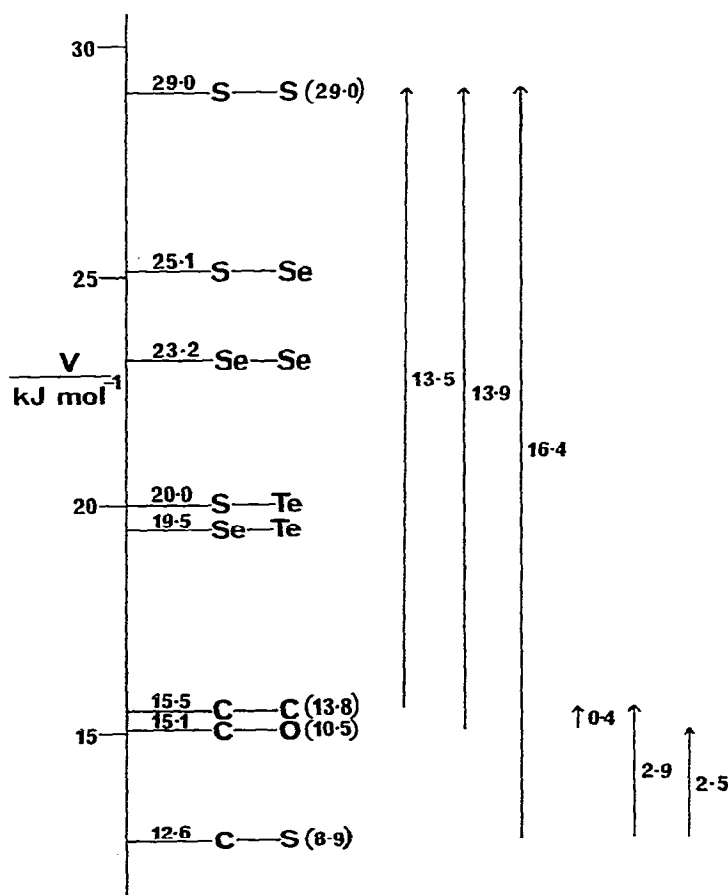 30
29·0 S S (29·0)
25·1 S Se
25
23·2 Se Se
V
kJ mol⁻¹
13·5
13·9
16·4
20·0 S Te
20
19·5 Se Te
15·5 C C (13·8)
0·4
15·1 C O (10·5)
15
2·9
2·5
12·6 C S (8·9)